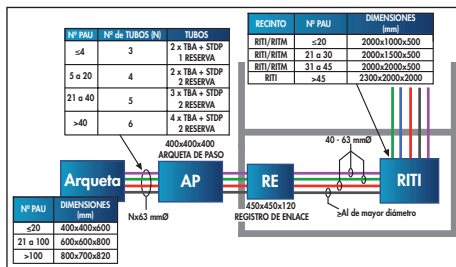 Nº PAU Nº de TUBOS (N) TUBOS
≤4 3 2 x TBA + STDP
1 RESERVA
5 a 20 4 2 x TBA + STDP
2 RESERVA
21 a 40 5 3 x TBA + STDP
2 RESERVA
>40 6 4 x TBA + STDP
2 RESERVA
RECINTO Nº PAU DIMENSIONES
(mm)
RITI/RITM ≤20 2000x1000x500
RITI/RITM 21 a 30 2000x1500x500
RITI/RITM 31 a 45 2000x2000x500
RITI >45 2300x2000x2000
400x400x400
ARQUETA DE PASO
40 - 63 mmØ
Arqueta
AP
RE
RITI
Nx63 mmØ
450x450x120
REGISTRO DE ENLACE
≥Al de mayor diámetro
Nº PAU DIMENSIONES
(mm)
≤20 400x400x600
21 a 100 600x600x800
>100 800x700x820